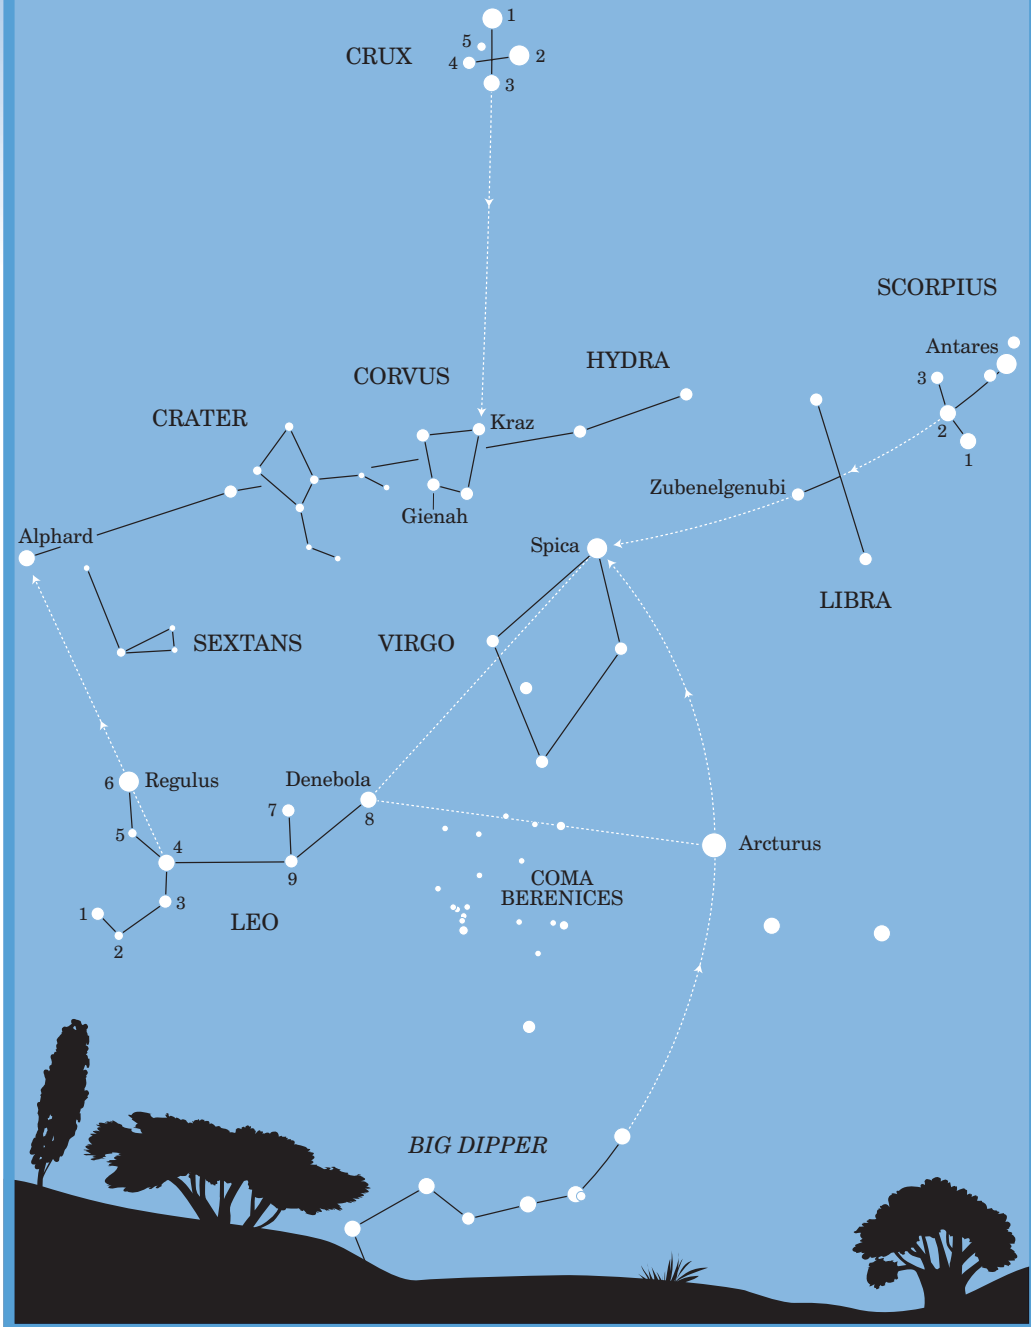 1
5
CRUX
2
4
3
SCORPIUS
Antares
HYDRA
CORVUS
3
CRATER
Kraz
2
1
Zubenelgenubi
Gienah
Alphard
Spica
LIBRA
SEXTANS
VIRGO
6
Regulus
Denebola
7
8
5
4
Arcturus
9
COMA
BERENICES
3
1
LEO
2
BIG DIPPER